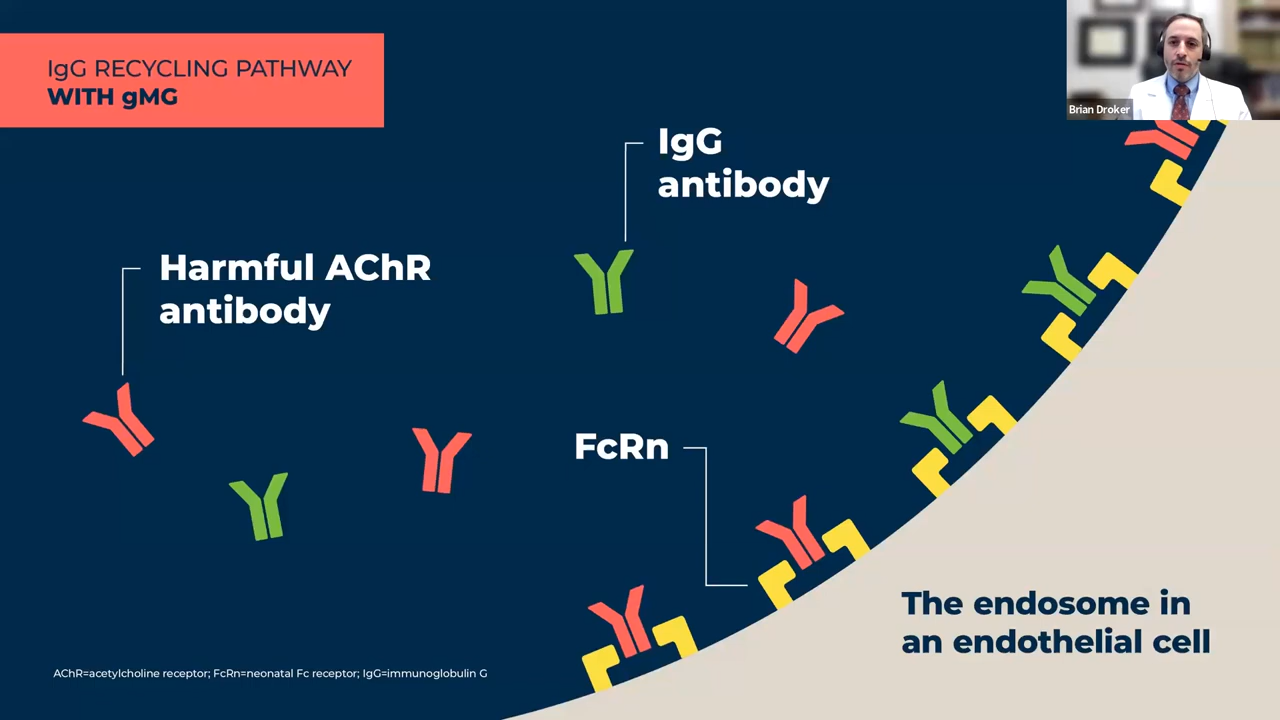 IgG RECYCLING PATHWAY
WITH gMG
Brian Droker
IgG
antibody
Harmful AChR
antibody
FcRn
The endosome in
an endothelial cell
AChR=acetylcholine receptor; FcRn=neonatal Fc receptor; IgG=immunoglobulin G